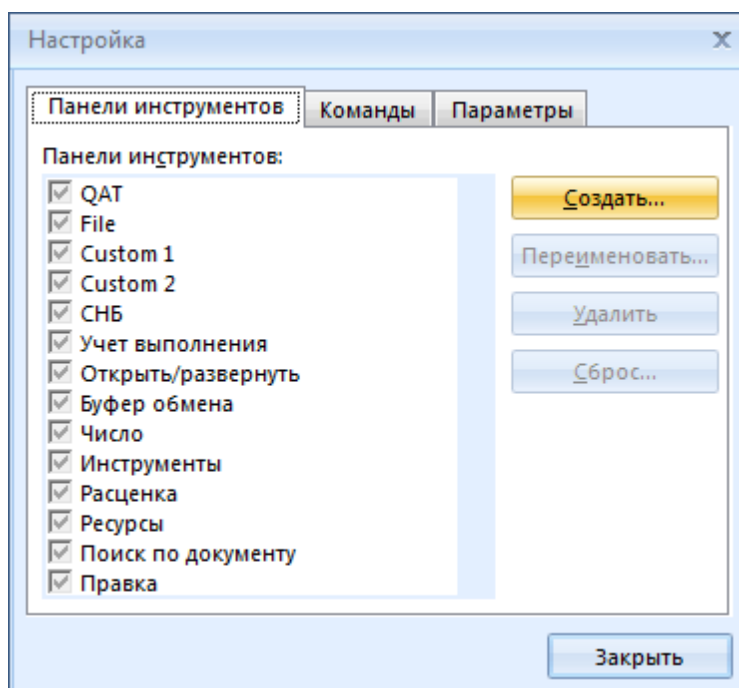 Настройка
Панели инструментов
Команды
Параметры
Панели инструментов:
QAT
File
Custom 1
Custom 2
СНБ
Учет выполнения
Открыть/развернуть
Буфер обмена
Число
Инструменты
Расценка
Ресурсы
Поиск по документу
Правка
Создать...
Переименовать...
Удалить
Сброс...
Закрыть